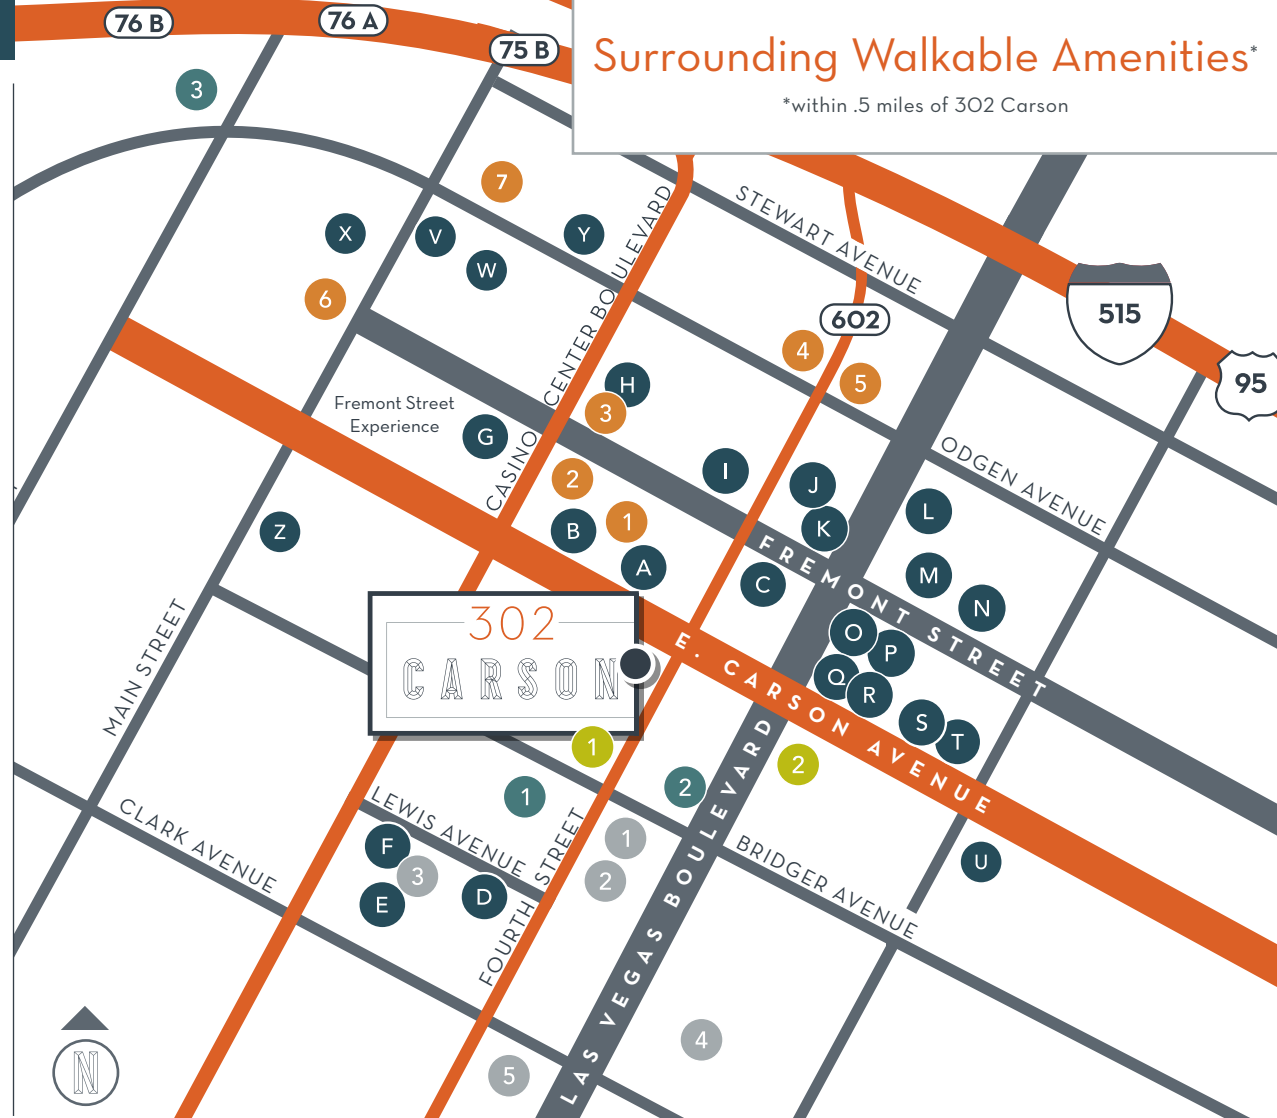 76 B
76 A
75 B
Surrounding Walkable Amenities*
*within .5 miles of 302 Carson
3
7
STEWART AVENUE
X
V
Y
W
6
CASINO CENTER BOULEVARD
602
515
95
4
5
H
3
Fremont Street
Experience
G
2
I
J
K
L
ODGEN AVENUE
Z
B
1
A
C
M
N
FREMONT STREET
302
CARSON
O
P
Q
R
S
T
E. CARSON AVENUE
MAIN STREET
1
2
1
2
LAS VEGAS BOULEVARD
CLARK AVENUE
LEWIS AVENUE
FOURTH STREET
BRIDGER AVENUE
F
3
E
D
1
2
U
4
5
N